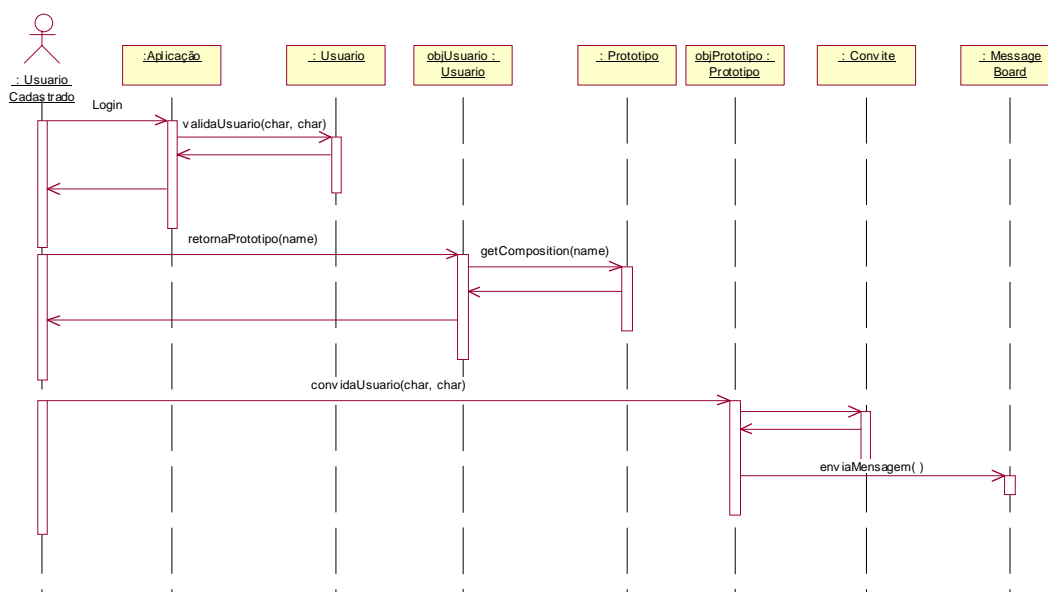 :Aplicação
: Usuario
objUsuario :
Usuario
: Prototipo
objPrototipo :
Prototipo
: Convite
: Message
Board
: Usuario
Cadastrado
Login
validaUsuario(char, char)
retornaPrototipo(name)
getComposition(name)
convidaUsuario(char, char)
enviaMensagem( )